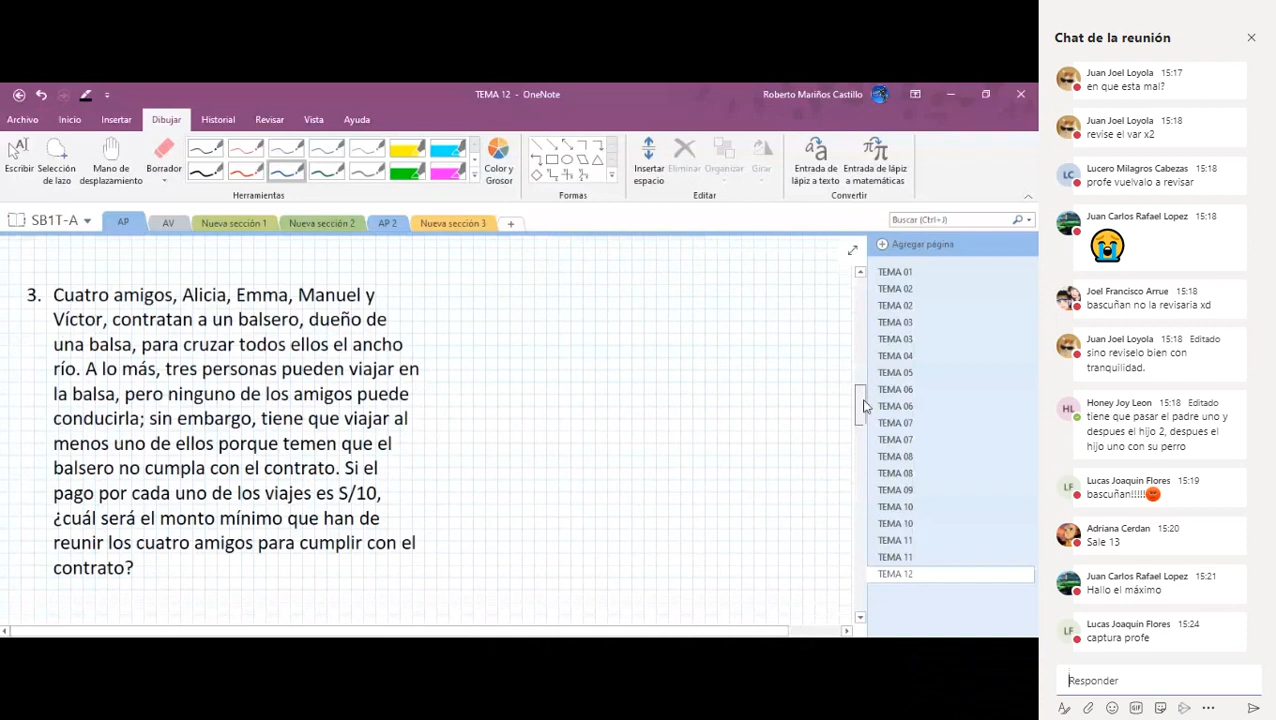 TEMA 12 - OneNote
Roberto Mariños Castillo
Archivo Inicio Insertar Dibujar Historial Revisar Vista Ayuda
Escribir
Selección de lazo
Mano de desplazamiento
Borrador
Color y Grosor
Insertar espacio
Eliminar
Organizar
Girar
Entrada de lápiz a texto
Entrada de lápiz a matemáticas
Herramientas
Formas
Editar
Convertir
SB1T-A AP AV Nueva sección 1 Nueva sección 2 AP 2 Nueva sección 3
Buscar (Ctrl+J)
3. Cuatro amigos, Alicia, Emma, Manuel y
Víctor, contratan a un balsero, dueño de
una balsa, para cruzar todos ellos el ancho
río. A lo más, tres personas pueden viajar en
la balsa, pero ninguno de los amigos puede
conducirla; sin embargo, tiene que viajar al
menos uno de ellos porque temen que el
balsero no cumpla con el contrato. Si el
pago por cada uno de los viajes es S/10,
¿cuál será el monto mínimo que han de
reunir los cuatro amigos para cumplir con el
contrato?
Agregar página
TEMA 01
TEMA 02
TEMA 02
TEMA 03
TEMA 03
TEMA 04
TEMA 05
TEMA 06
TEMA 06
TEMA 07
TEMA 07
TEMA 08
TEMA 08
TEMA 09
TEMA 10
TEMA 10
TEMA 11
TEMA 11
TEMA 12
Chat de la reunión
Juan Joel Loyola 15:17
en que esta mal?
Juan Joel Loyola 15:18
revise el var x2
LC
Lucero Milagros Cabezas 15:18
profe vuelvalo a revisar
Juan Carlos Rafael Lopez 15:18
Joel Francisco Arrue 15:18
bascuñan no la revisaria xd
Juan Joel Loyola 15:18 Editado
sino reviselo bien con
tranquilidad.
HL
Honey Joy Leon 15:18 Editado
tiene que pasar el padre uno y
despues el hijo 2, despues el
hijo uno con su perro
LF
Lucas Joaquin Flores 15:19
bascuñan!!!!!
Adriana Cerdan 15:20
Sale 13
Juan Carlos Rafael Lopez 15:21
Hallo el máximo
LF
Lucas Joaquin Flores 15:24
captura profe
Responder
GIF